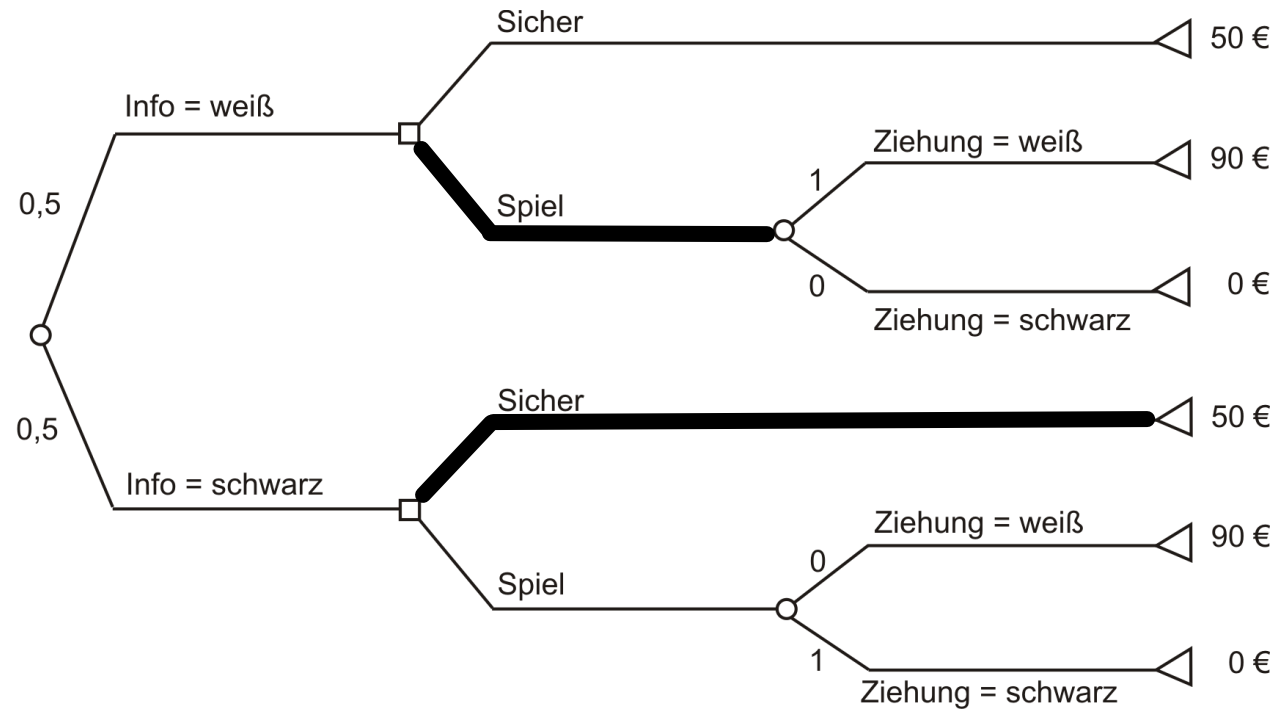 Sicher
50 €
Info = weiß
Ziehung = weiß
90 €
1
0,5
Spiel
0
0 €
Ziehung = schwarz
Sicher
50 €
0,5
Info = schwarz
Ziehung = weiß
90 €
0
Spiel
1
0 €
Ziehung = schwarz